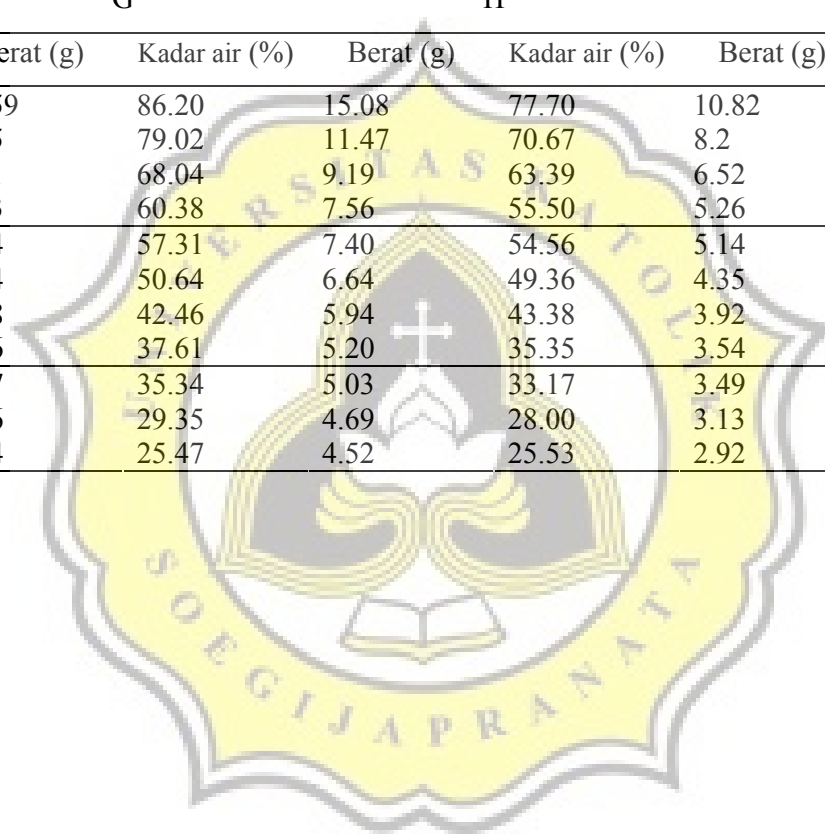 G H
erat (g) Kadar air (%) Berat (g) Kadar air (%) Berat (g)
86.20 15.08 77.70 10.82
79.02 11.47 70.67 8.2
68.04 9.19 63.39 6.52
60.38 7.56 55.50 5.26
57.31 7.40 54.56 5.14
50.64 6.64 49.36 4.35
42.46 5.94 43.38 3.92
37.61 5.20 35.35 3.54
35.34 5.03 33.17 3.49
29.35 4.69 28.00 3.13
25.47 4.52 25.53 2.92
UNIVERSITAS KATOLIK
SOEGIJAPRANATA